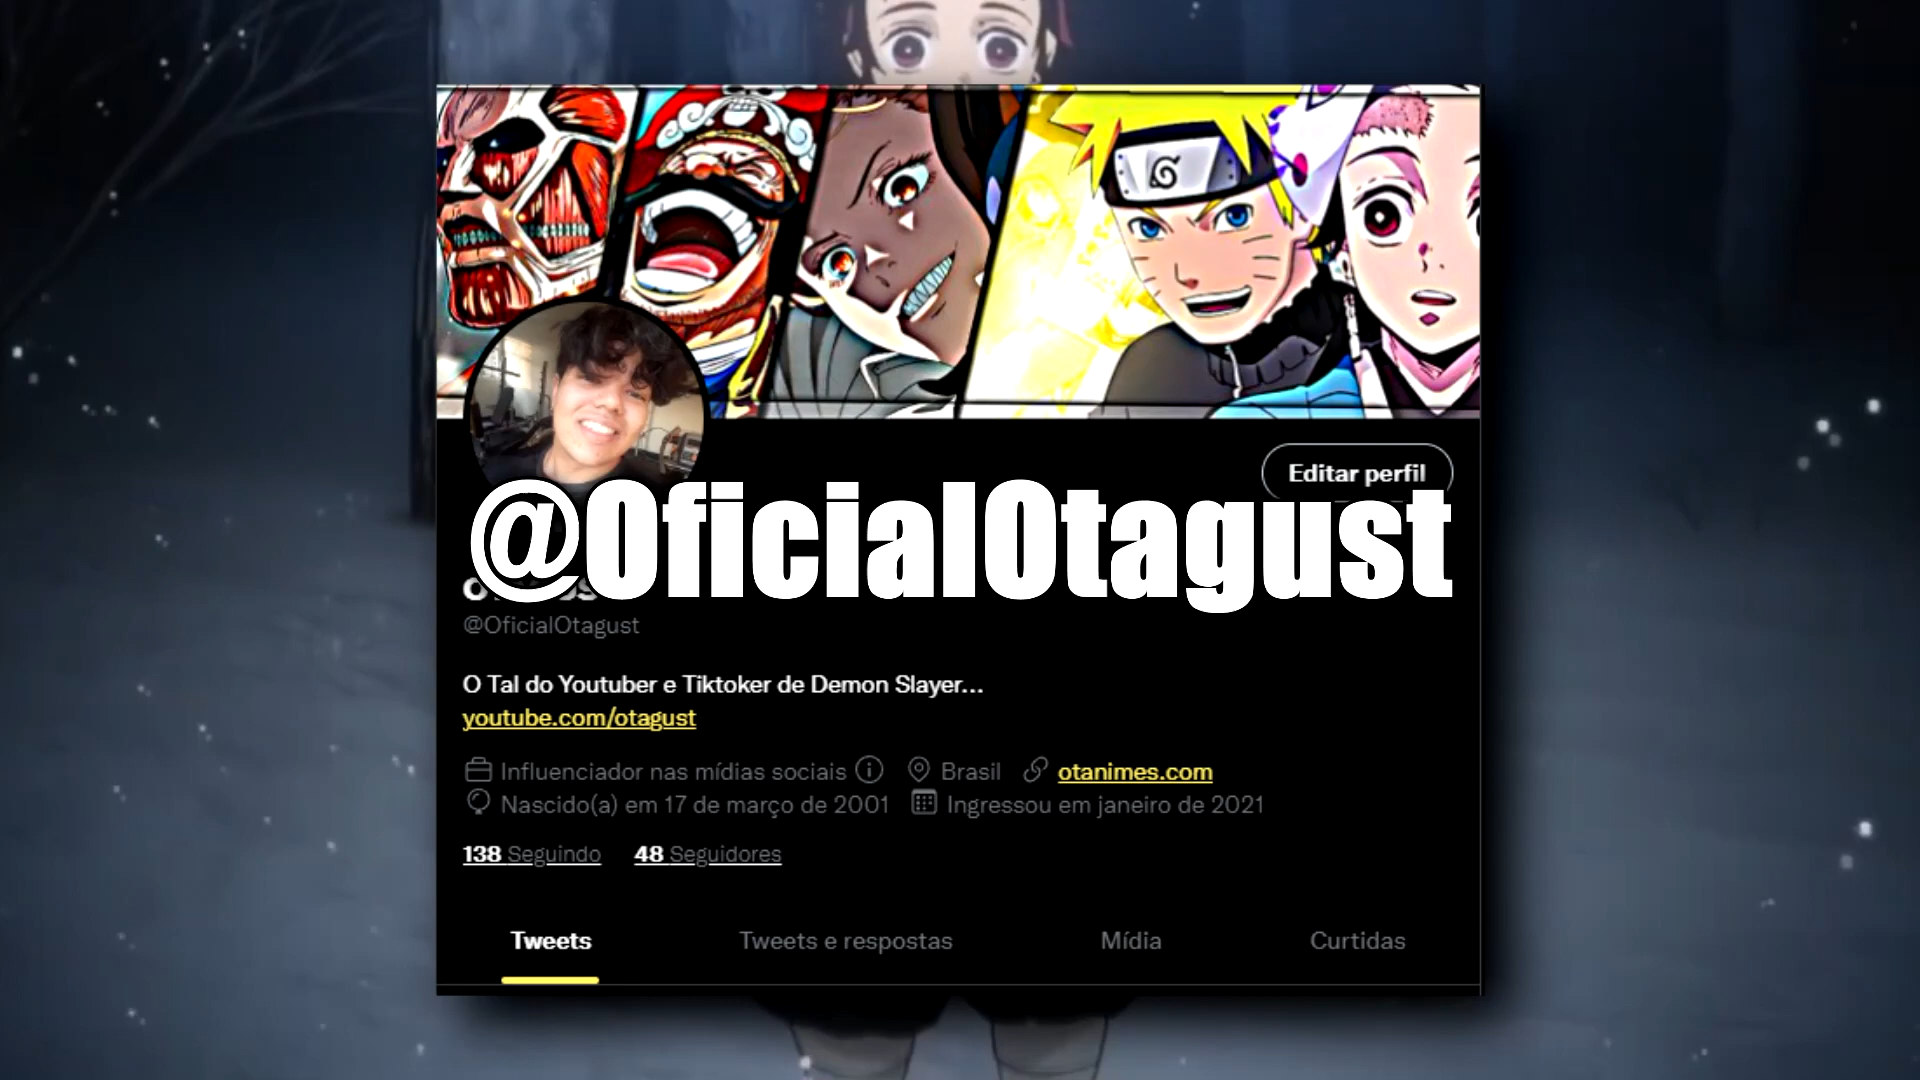 Editar perfil
@OficialOtagust
@OficialOtagust
O Tal do Youtuber e Tiktoker de Demon Slayer...
youtube.com/otagust
Influenciador nas mídias sociais Brasil otanimes.com
Nascido(a) em 17 de março de 2001 Ingressou em janeiro de 2021
138 Seguindo 48 Seguidores
Tweets Tweets e respostas Mídia Curtidas